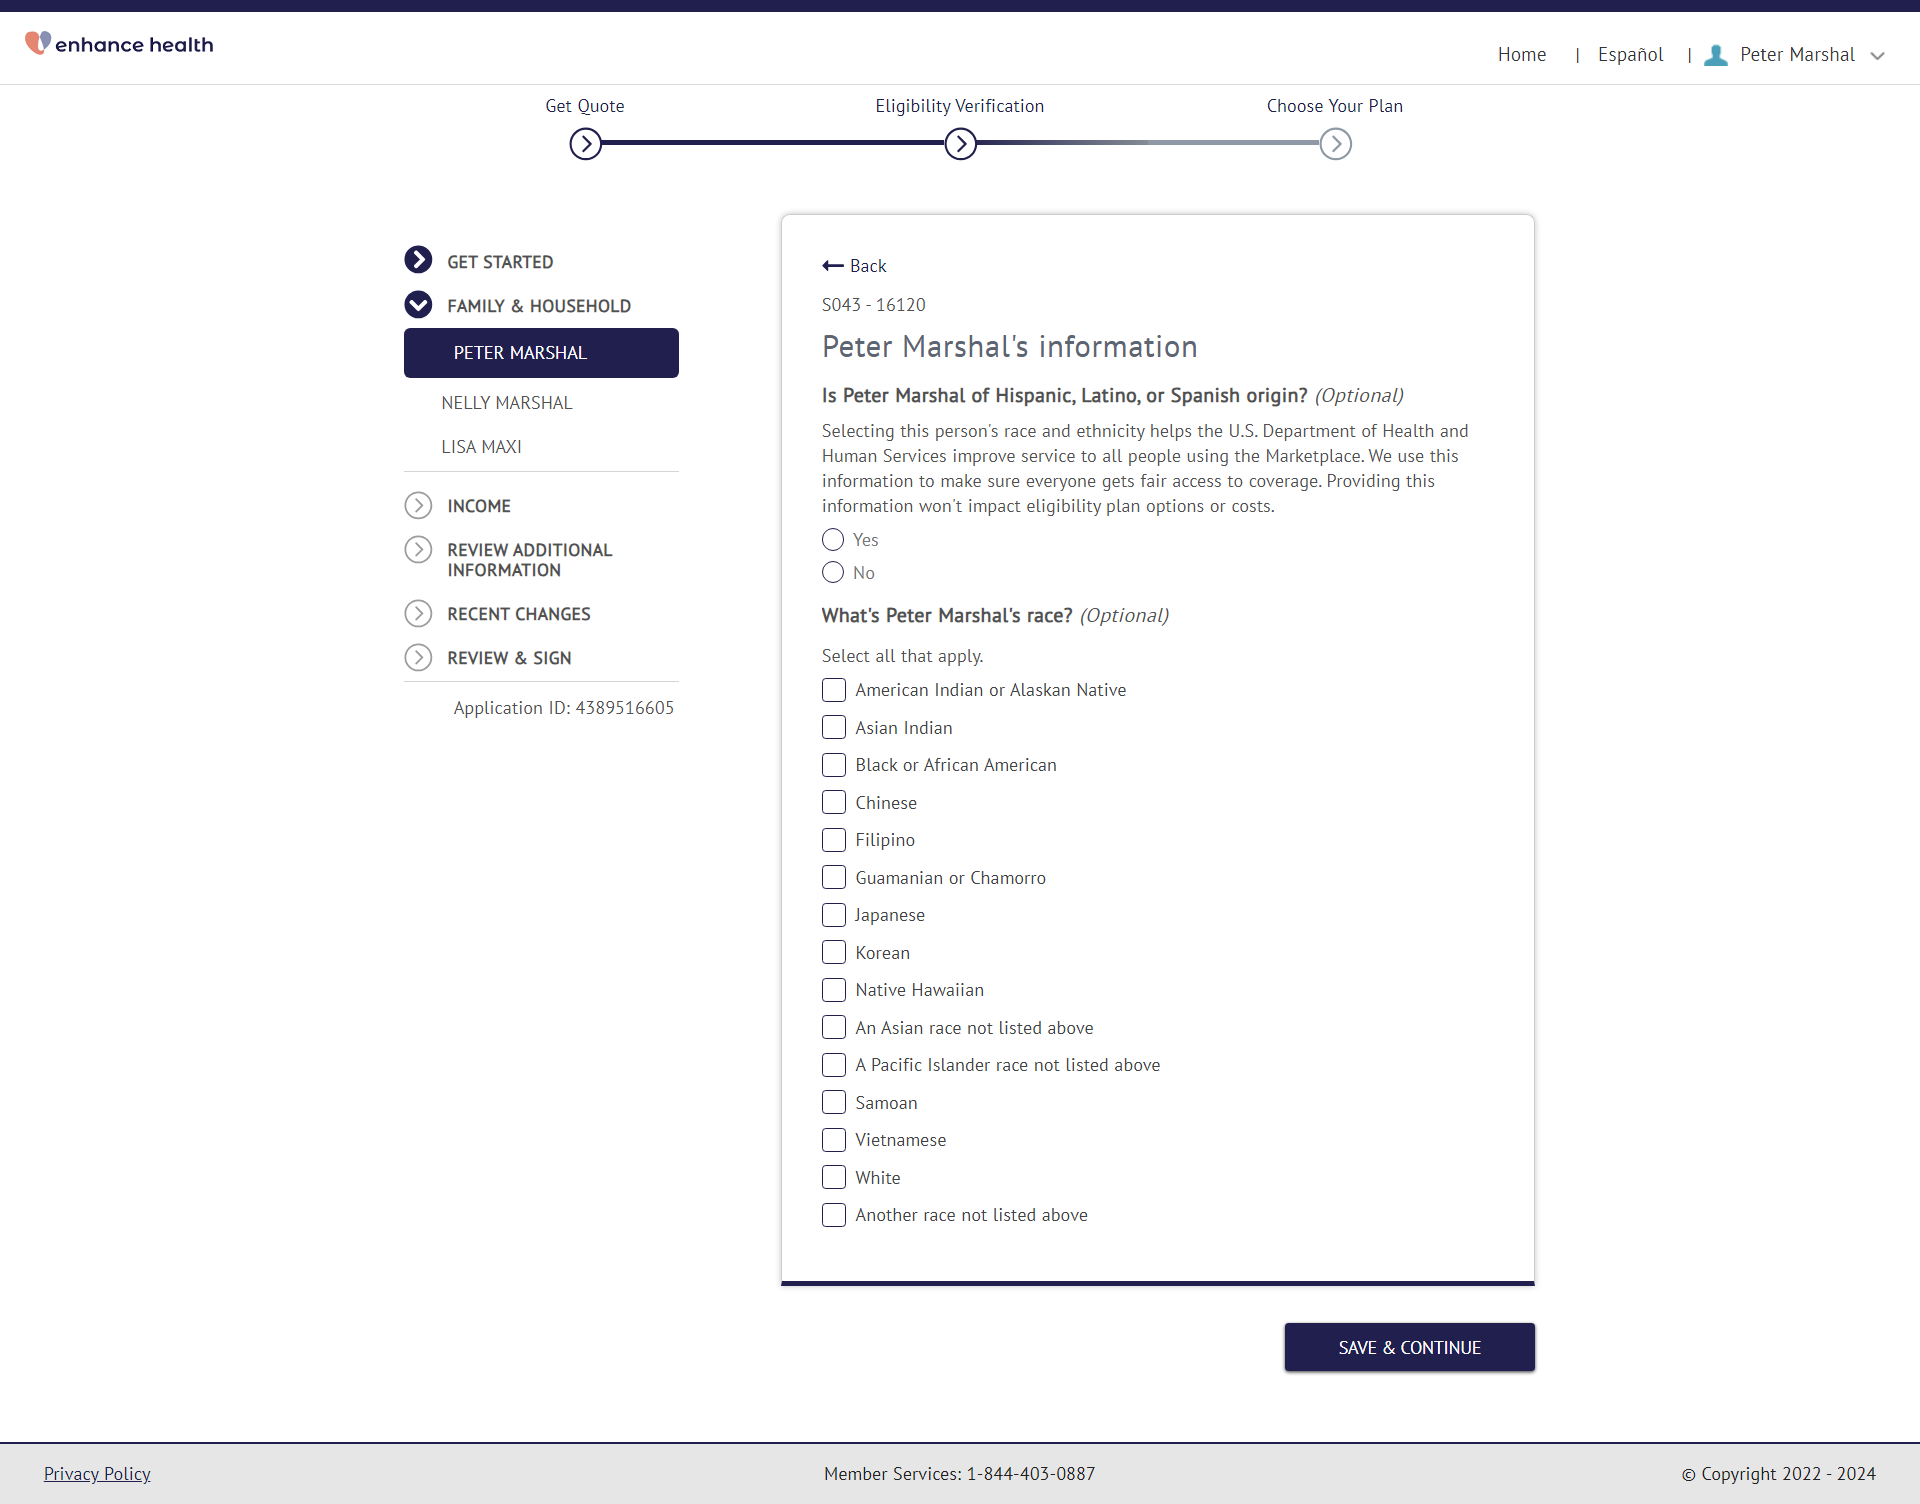 enhance health
Home | Español | Peter Marshal
Get Quote
Eligibility Verification
Choose Your Plan
GET STARTED
FAMILY & HOUSEHOLD
PETER MARSHAL
NELLY MARSHAL
LISA MAXI
INCOME
REVIEW ADDITIONAL
INFORMATION
RECENT CHANGES
REVIEW & SIGN
Application ID: 4389516605
Back
S043 - 16120
Peter Marshal's information
Is Peter Marshal of Hispanic, Latino, or Spanish origin? (Optional)
Selecting this person's race and ethnicity helps the U.S. Department of Health and
Human Services improve service to all people using the Marketplace. We use this
information to make sure everyone gets fair access to coverage. Providing this
information won't impact eligibility plan options or costs.
Yes
No
What's Peter Marshal's race? (Optional)
Select all that apply.
American Indian or Alaskan Native
Asian Indian
Black or African American
Chinese
Filipino
Guamanian or Chamorro
Japanese
Korean
Native Hawaiian
An Asian race not listed above
A Pacific Islander race not listed above
Samoan
Vietnamese
White
Another race not listed above
SAVE & CONTINUE
Privacy Policy
Member Services: 1-844-403-0887
© Copyright 2022 - 2024